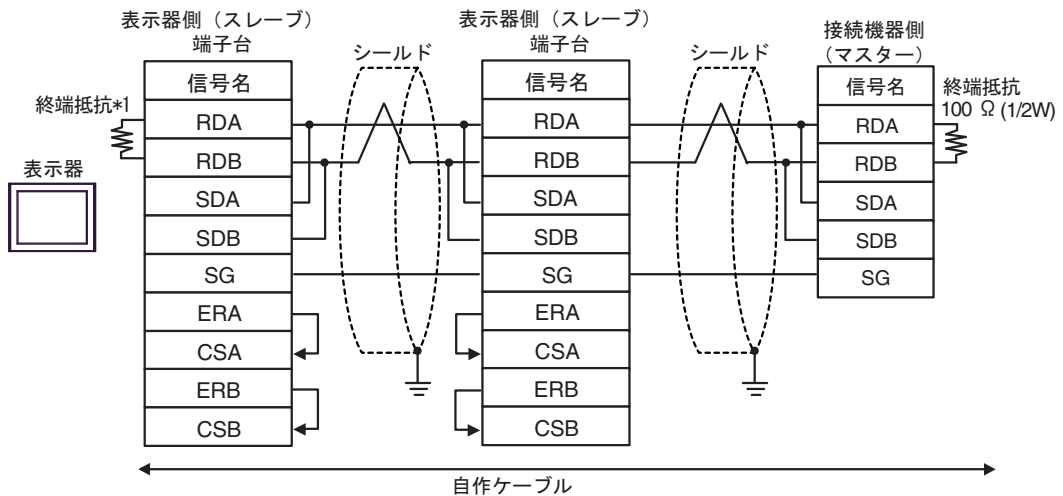 表示器側（スレーブ）
端子台
信号名
RDA
RDB
SDA
SDB
SG
ERA
CSA
ERB
CSB
終端抵抗*1
表示器
シールド
表示器側（スレーブ）
端子台
信号名
RDA
RDB
SDA
SDB
SG
ERA
CSA
ERB
CSB
シールド
接続機器側
（マスター）
信号名
RDA
RDB
SDA
SDB
SG
終端抵抗
100 Ω (1/2W)
自作ケーブル